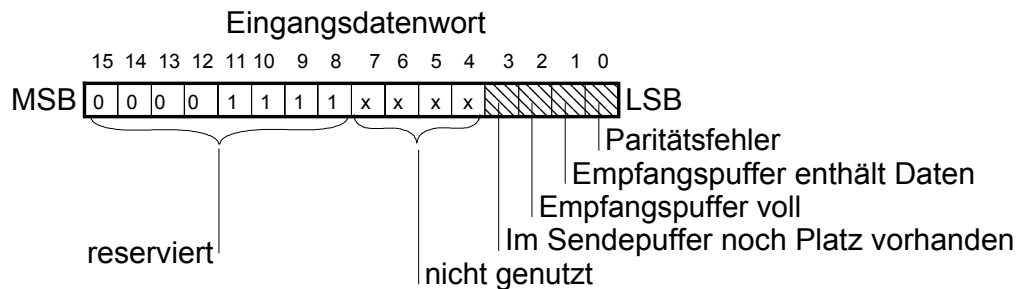 Eingangsdatenwort
15 14 13 12 11 10 9 8 7 6 5 4 3 2 1 0
MSB 0 0 0 0 1 1 1 1 x x x x LSB
Paritätsfehler
Empfangspuffer enthält Daten
Empfangspuffer voll
Im Sendepuffer noch Platz vorhanden
reserviert
nicht genutzt